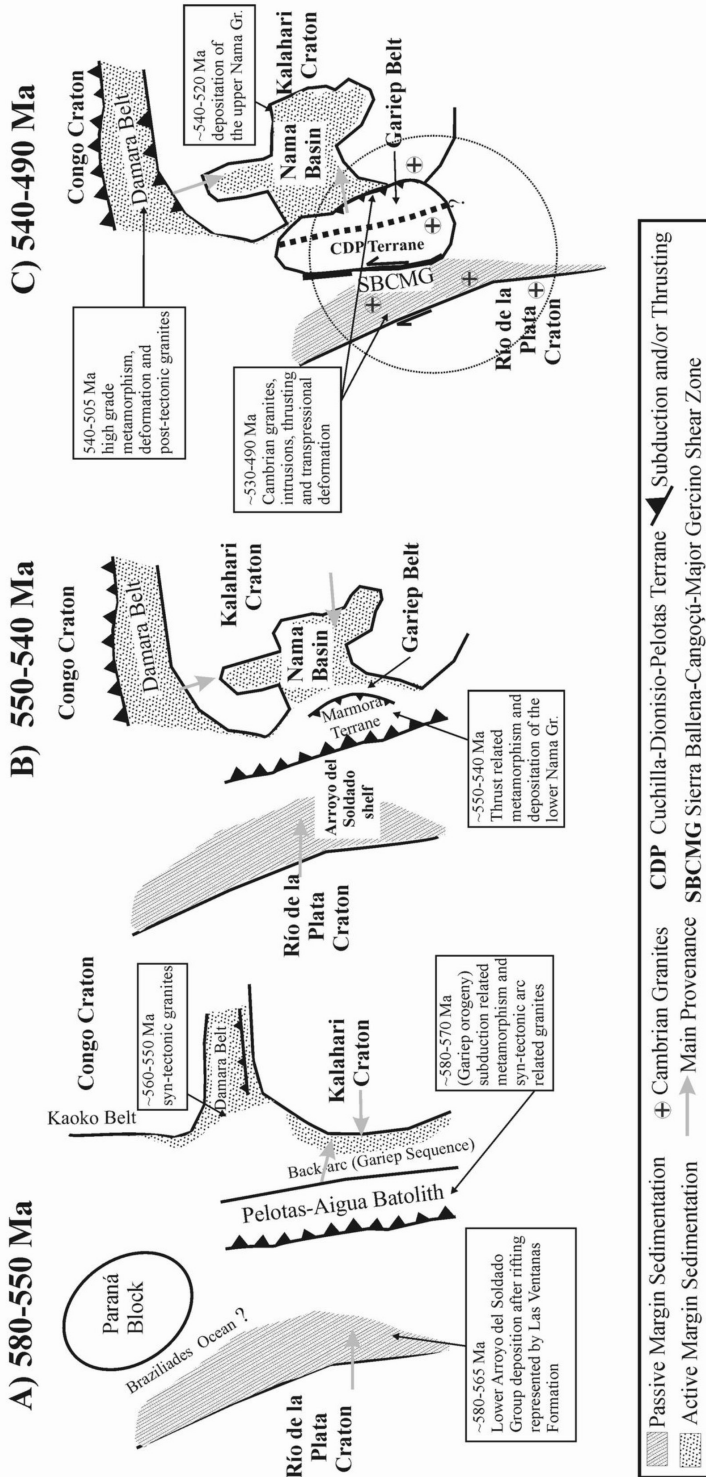 A) 580-550 Ma
Paraná
Block
Braziliades Ocean ?
Río de la
Plata
Craton
~580-565 Ma
Lower Arroyo del Soldado
Group deposition after rifting
represented by Las Ventanas
Formation
Kaoko Belt
Congo Craton
~560-550 Ma
syn-tectonic granites
Damara Belt
Back arc (Gariep Sequence)
Pelotas-Aigua Batolith
Kalahari
Craton
~580-570 Ma
(Gariep orogeny)
subduction related
metamorphism and
syn-tectonic arc
related granites
B) 550-540 Ma
Congo Craton
Damara Belt
Kalahari
Craton
Nama
Basin
Gariep Belt
Marmora
Terrane
Arroyo del
Soldado
shelf
Río de la
Plata
Craton
~550-540 Ma
Thrust related
metamorphism and
depositation of the
lower Nama Gr.
C) 540-490 Ma
Congo Craton
Damara Belt
540-505 Ma
high grade
metamorphism,
deformation and
post-tectonic granites
~540-520 Ma
depositation of
the upper Nama Gr.
Kalahari
Craton
Nama
Basin
Gariep Belt
CDP Terrane
?
SBCMG
~530-490 Ma
Cambrian granites,
intrusions, thrusting
and transpressional
deformation
Río de la
Plata
Craton
Passive Margin Sedimentation
Cambrian Granites
CDP Cuchilla-Dionisio-Pelotas Terrane
Subduction and/or Thrusting
Active Margin Sedimentation
Main Provenance
SBCMG Sierra Ballena-Cangoçú-Major Gercino Shear Zone